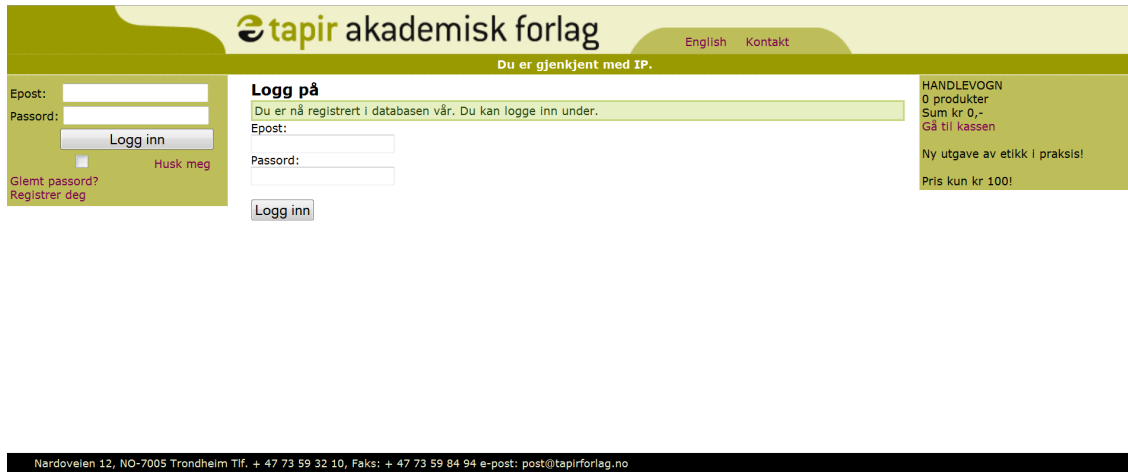 tapir akademisk forlag
English Kontakt
Du er gjenkjent med IP.
Epost:
Passord:
Logg inn
Husk meg
Glemt passord?
Registrer deg
Logg på
Du er nå registrert i databasen vår. Du kan logge inn under.
Epost:
Passord:
Logg inn
HANDLEVOGN
0 produkter
Sum kr 0,-
Gå til kassen
Ny utgave av etikk i praksis!
Pris kun kr 100!
Nardoveien 12, NO-7005 Trondheim Tlf. + 47 73 59 32 10, Faks: + 47 73 59 84 94 e-post: post@tapirforlag.no